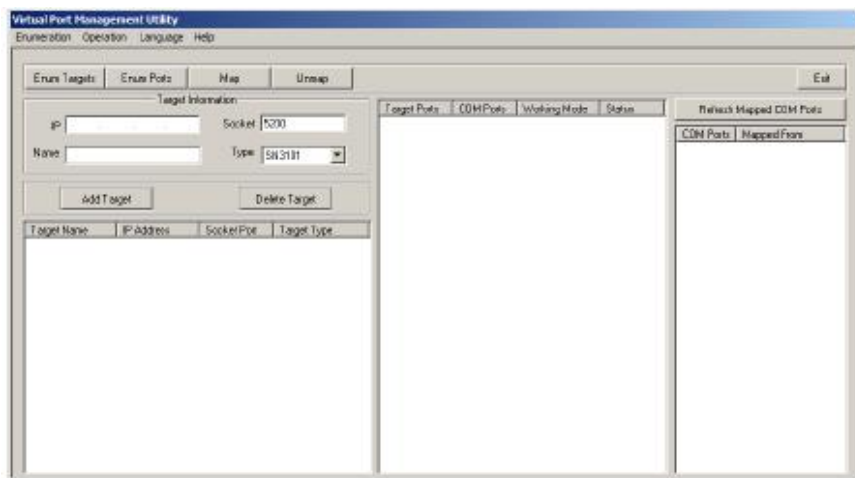 Virtual Port Management Utility
Enumeration Operation Language Help
Enum Targets Enum Ports Map Unmap Exit
Target Information
IP Socket 5200
Name Type SN3101
Add Target Delete Target
Target Name IP Address Socket Port Target Type
Target Ports COM Ports Working Mode Status
Refresh Mapped COM Ports
COM Ports Mapped From